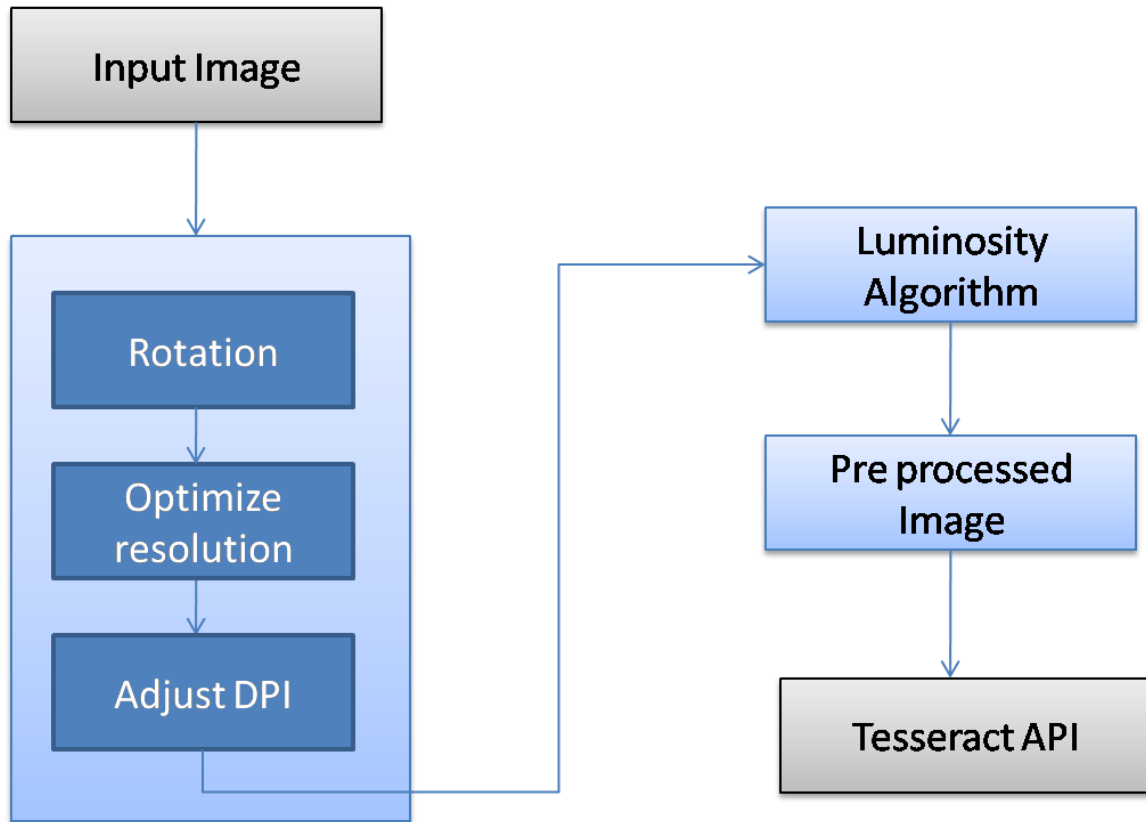 Input Image
Rotation
Optimize
resolution
Adjust DPI
Luminosity
Algorithm
Pre processed
Image
Tesseract API